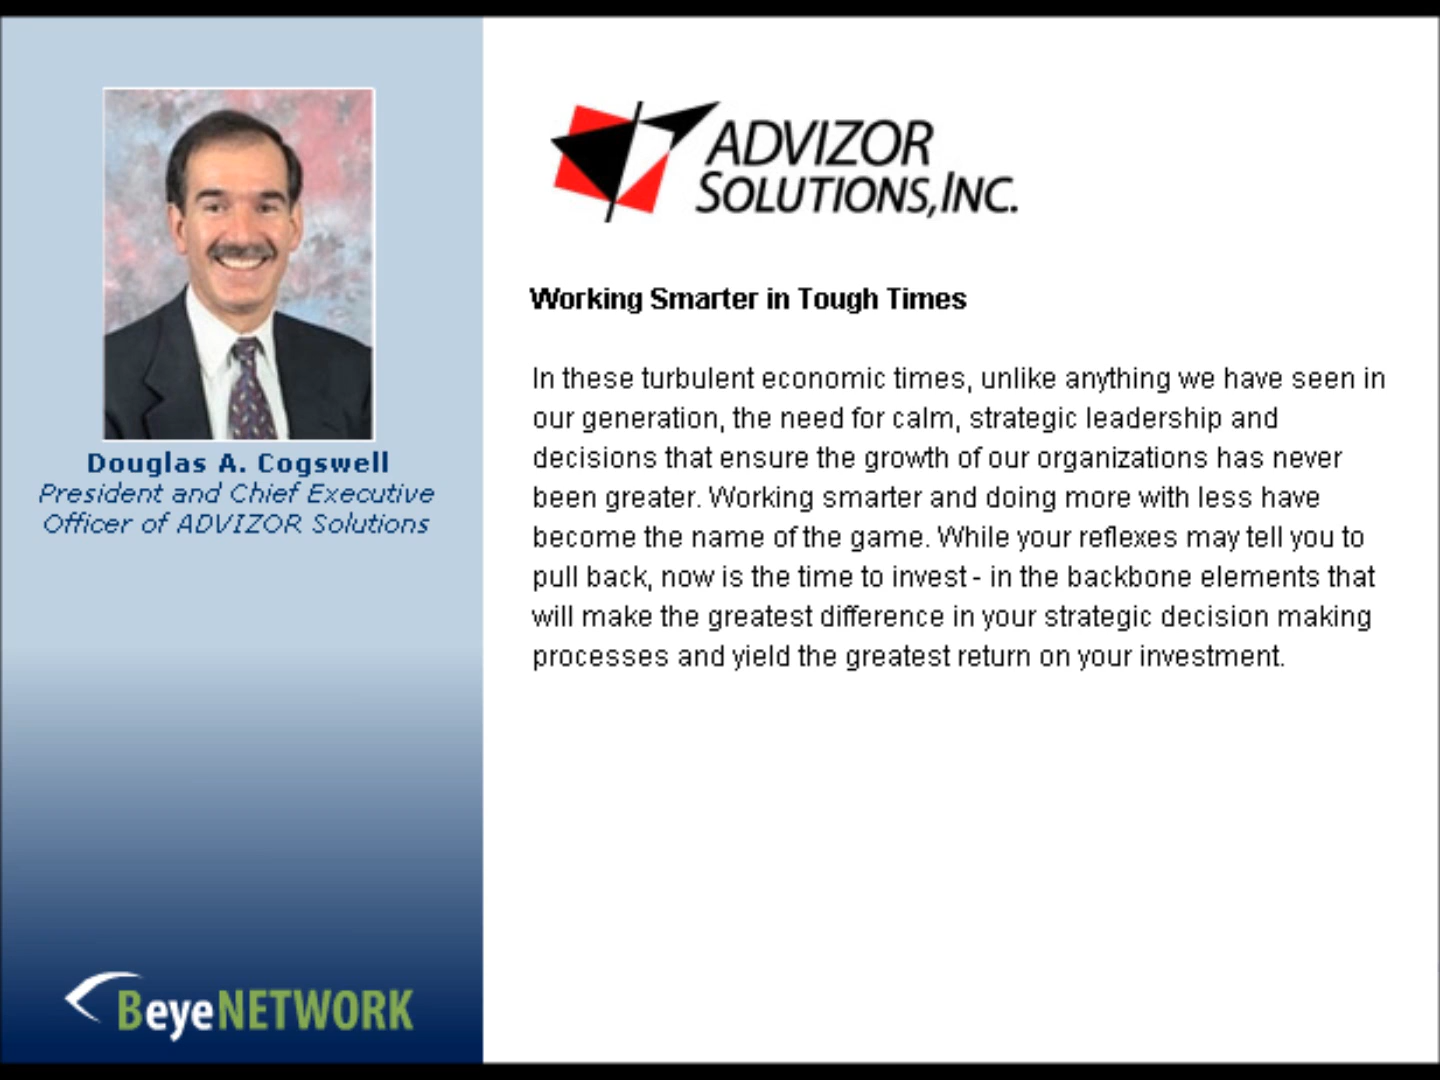 ADVIZOR
SOLUTIONS, INC.
Working Smarter in Tough Times
In these turbulent economic times, unlike anything we have seen in
our generation, the need for calm, strategic leadership and
decisions that ensure the growth of our organizations has never
been greater. Working smarter and doing more with less have
become the name of the game. While your reflexes may tell you to
pull back, now is the time to invest - in the backbone elements that
will make the greatest difference in your strategic decision making
processes and yield the greatest return on your investment.
Douglas A. Cogswell
President and Chief Executive
Officer of ADVIZOR Solutions
BeyeNETWORK